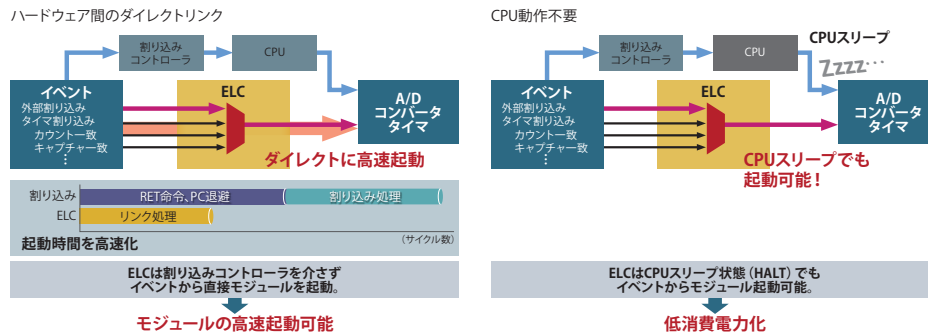 ハードウェア間のダイレクトリンク
割り込み
コントローラ
CPU
イベント
外部割り込み
タイマ割り込み
カウント一致
キャプチャー一致
⋮
ELC
A/D
コンバータ
タイマ
ダイレクトに高速起動
割り込み
RET命令、PC退避
割り込み処理
ELC
リンク処理
起動時間を高速化
（サイクル数）
ELCは割り込みコントローラを介さず
イベントから直接モジュールを起動。
モジュールの高速起動可能
CPU動作不要
割り込み
コントローラ
CPU
CPUスリープ
Zzzz…
イベント
外部割り込み
タイマ割り込み
カウント一致
キャプチャー一致
⋮
ELC
A/D
コンバータ
タイマ
CPUスリープでも
起動可能！
ELCはCPUスリープ状態（HALT）でも
イベントからモジュール起動可能。
低消費電力化